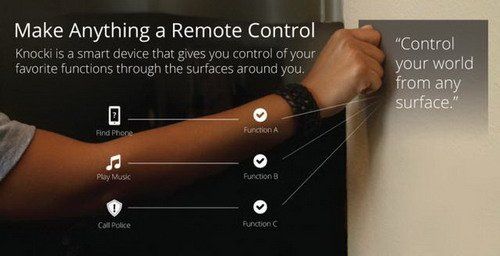 Make Anything a Remote Control
Knocki is a smart device that gives you control of your
favorite functions through the surfaces around you.
“Control
your world
from any
surface.”
?
Find Phone
Function A
Play Music
Function B
!
Call Police
Function C